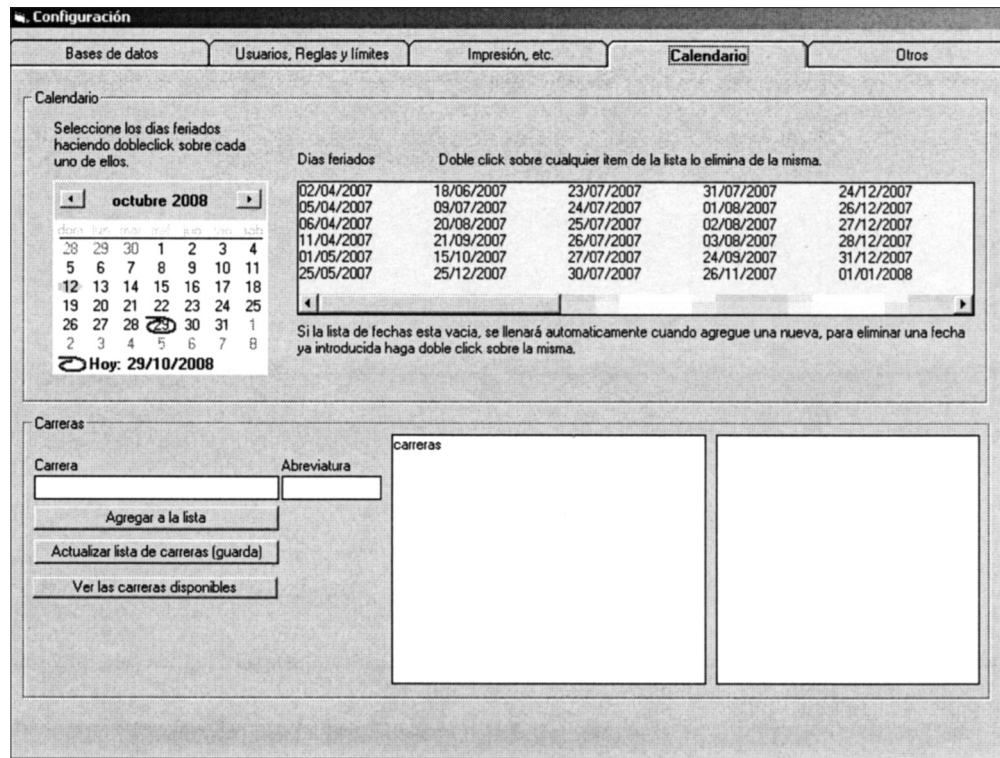 Configuración
Bases de datos
Usuarios, Reglas y límites
Impresión, etc.
Calendario
Otros
Calendario
Seleccione los dias feriados
haciendo dobleclick sobre cada
uno de ellos.
octubre 2008
dom lun mar mié jue vie sáb
28 29 30 1 2 3 4
5 6 7 8 9 10 11
12 13 14 15 16 17 18
19 20 21 22 23 24 25
26 27 28 29 30 31 1
2 3 4 5 6 7 8
Hoy: 29/10/2008
Dias feriados
Doble click sobre cualquier item de la lista lo elimina de la misma.
02/04/2007 18/06/2007 23/07/2007 31/07/2007 24/12/2007
05/04/2007 09/07/2007 24/07/2007 01/08/2007 26/12/2007
06/04/2007 20/08/2007 25/07/2007 02/08/2007 27/12/2007
11/04/2007 21/09/2007 26/07/2007 03/08/2007 28/12/2007
01/05/2007 15/10/2007 27/07/2007 24/09/2007 31/12/2007
25/05/2007 25/12/2007 30/07/2007 26/11/2007 01/01/2008
Si la lista de fechas esta vacia, se llenará automaticamente cuando agregue una nueva, para eliminar una fecha
ya introducida haga doble click sobre la misma.
Carreras
Carrera
Abreviatura
Agregar a la lista
Actualizar lista de carreras (guarda)
Ver las carreras disponibles
carreras